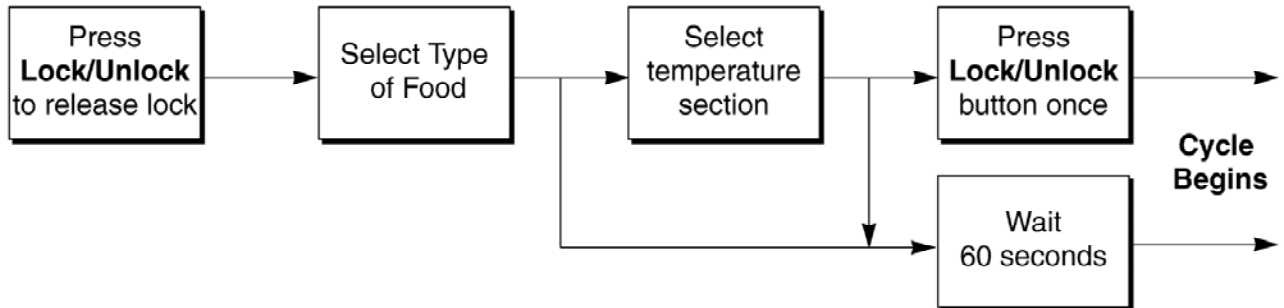 Press
Lock/Unlock
to release lock
Select Type
of Food
Select
temperature
section
Press
Lock/Unlock
button once
Cycle
Begins
Wait
60 seconds